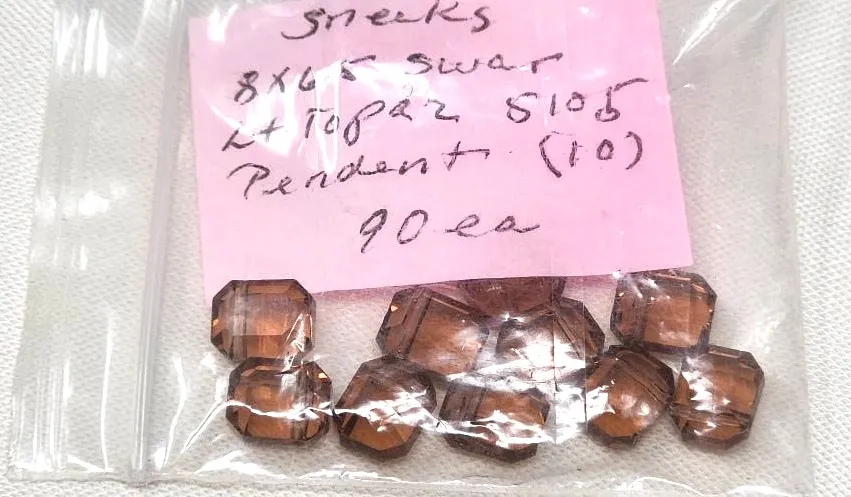 Sneeks
8x6.5 Swar
Lt Topaz 5105
Pendent (10)
90 ea